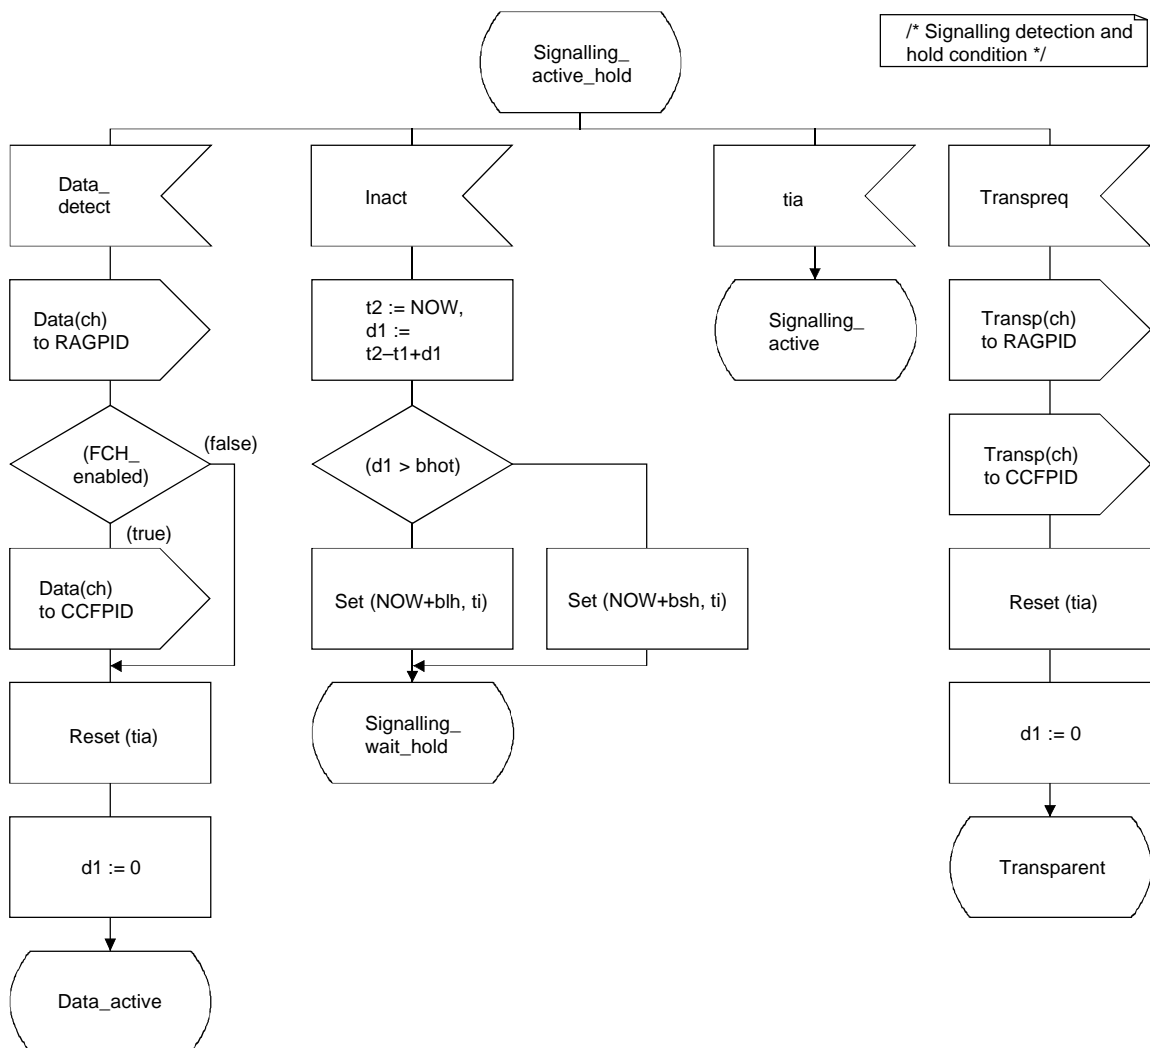 Signalling_
active_hold
/* Signalling detection and
hold condition */
Data_
detect
Inact
tia
Transpreq
Data(ch)
to RAGPID
t2 := NOW,
d1 :=
t2–t1+d1
Signalling_
active
Transp(ch)
to RAGPID
(FCH_
enabled)
(false)
(true)
(d1 > bhot)
Transp(ch)
to CCFPID
Data(ch)
to CCFPID
Set (NOW+blh, ti)
Set (NOW+bsh, ti)
Reset (tia)
Reset (tia)
Signalling_
wait_hold
d1 := 0
d1 := 0
Transparent
Data_active